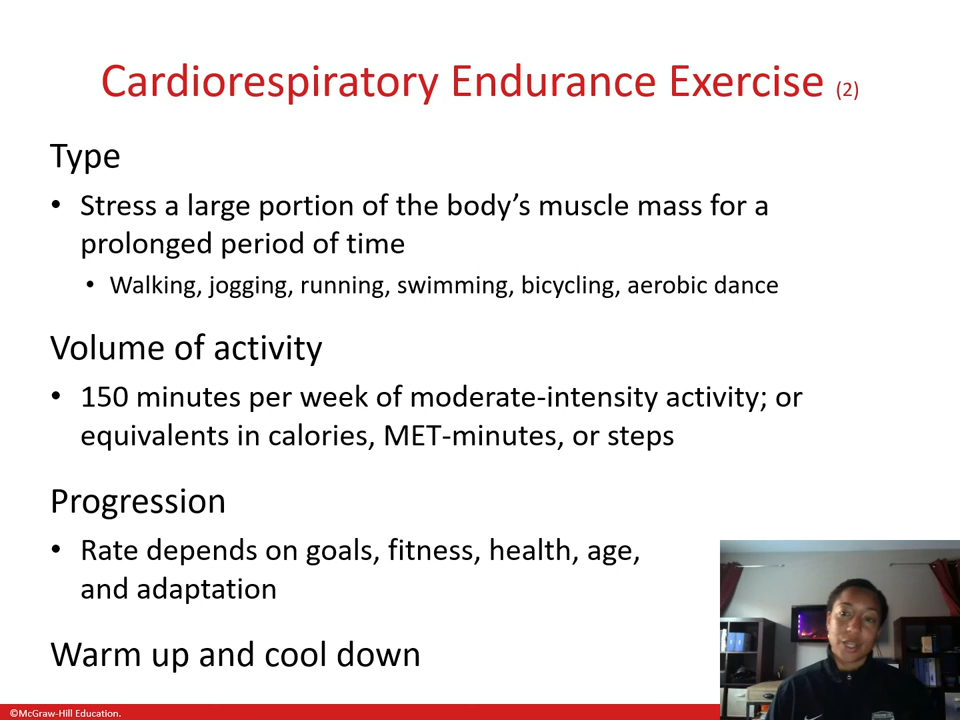 Cardiorespiratory Endurance Exercise (2)
Type
• Stress a large portion of the body’s muscle mass for a
prolonged period of time
• Walking, jogging, running, swimming, bicycling, aerobic dance
Volume of activity
• 150 minutes per week of moderate-intensity activity; or
equivalents in calories, MET-minutes, or steps
Progression
• Rate depends on goals, fitness, health, age,
and adaptation
Warm up and cool down
©McGraw-Hill Education.